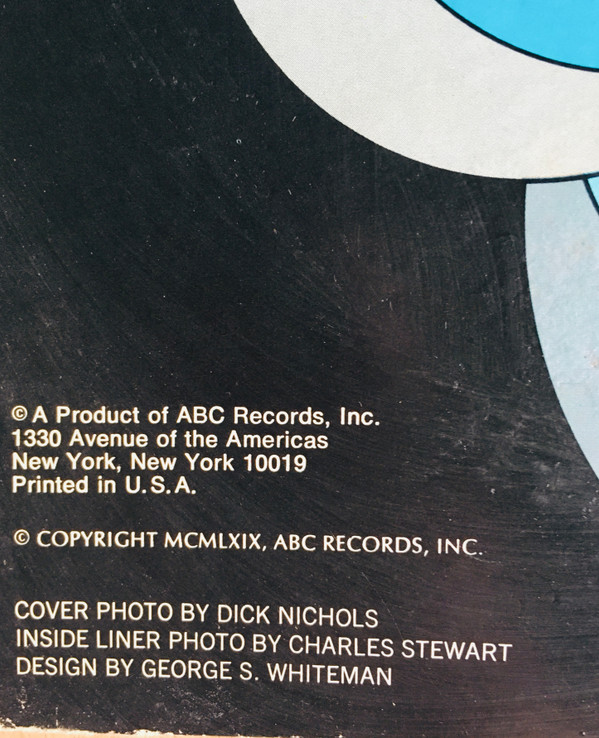 © A Product of ABC Records, Inc.
1330 Avenue of the Americas
New York, New York 10019
Printed in U.S.A.
© COPYRIGHT MCMLXIX, ABC RECORDS, INC.
COVER PHOTO BY DICK NICHOLS
INSIDE LINER PHOTO BY CHARLES STEWART
DESIGN BY GEORGE S. WHITEMAN